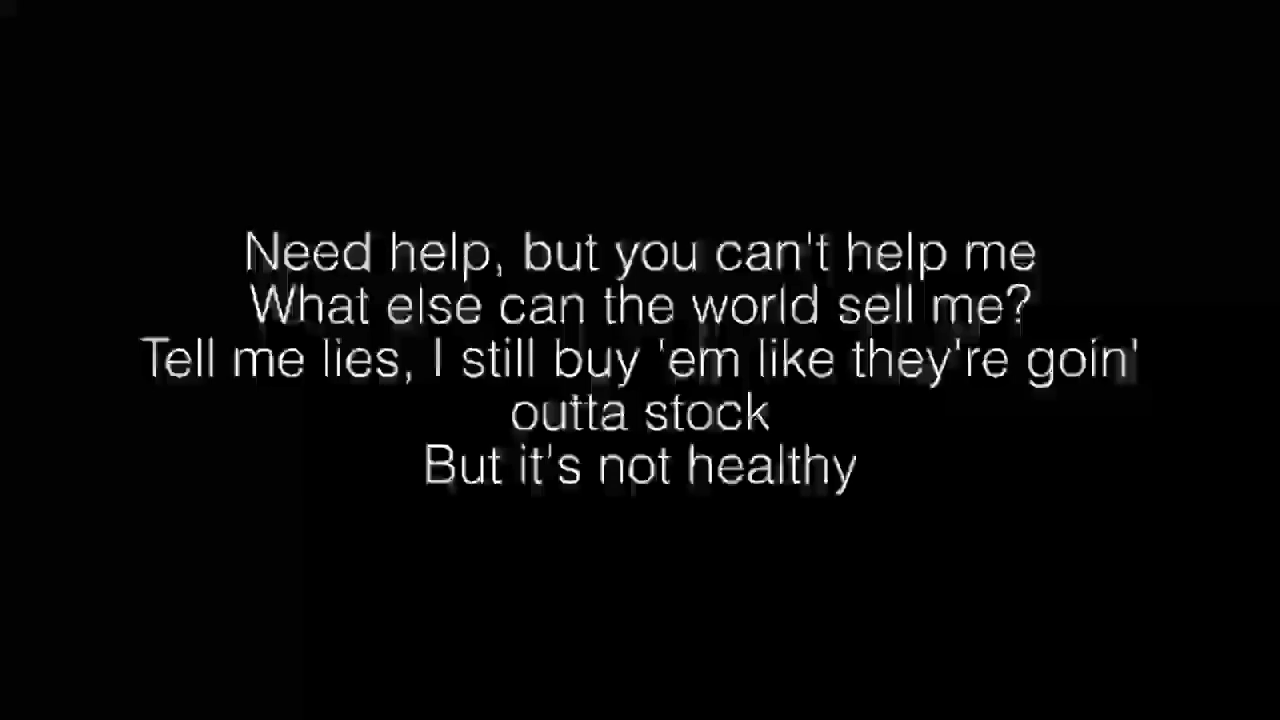 Need help, but you can't help me
What else can the world sell me?
Tell me lies, I still buy 'em like they're goin'
outta stock
But it's not healthy